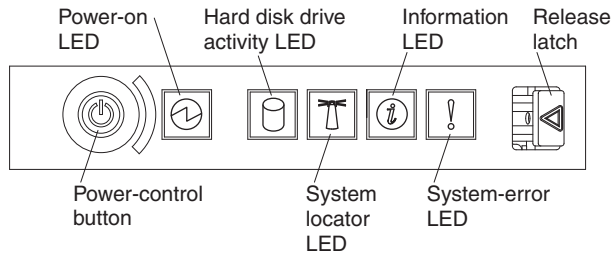 Power-on
LED
Hard disk drive
activity LED
Information
LED
Release
latch
i
!
Power-control
button
System
locator
LED
System-error
LED